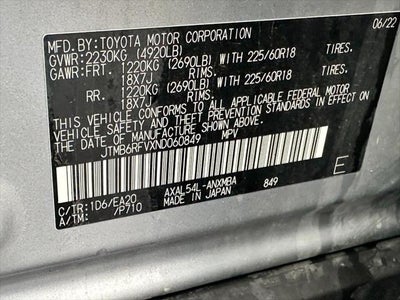 MFD.BY:TOYOTA MOTOR CORPORATION 06/22
GVWR:2230KG (4920LB)
GAWR:FRT. 1220KG (2690LB) WITH 225/60R18 TIRES.
18X7J RIMS.
RR. 1220KG (2690LB) WITH 225/60R18 TIRES.
18X7J RIMS.
THIS VEHICLE CONFORMS TO ALL APPLICABLE FEDERAL MOTOR
VEHICLE SAFETY AND THEFT PREVENTION STANDARDS IN
EFFECT ON THE DATE OF MANUFACTURE SHOWN ABOVE.
JTMB6RFVXND060849 MPV
E
C/TR:1D6/EA20 AXAL54L-ANXMBA 849
A/TM: /P710 MADE IN JAPAN